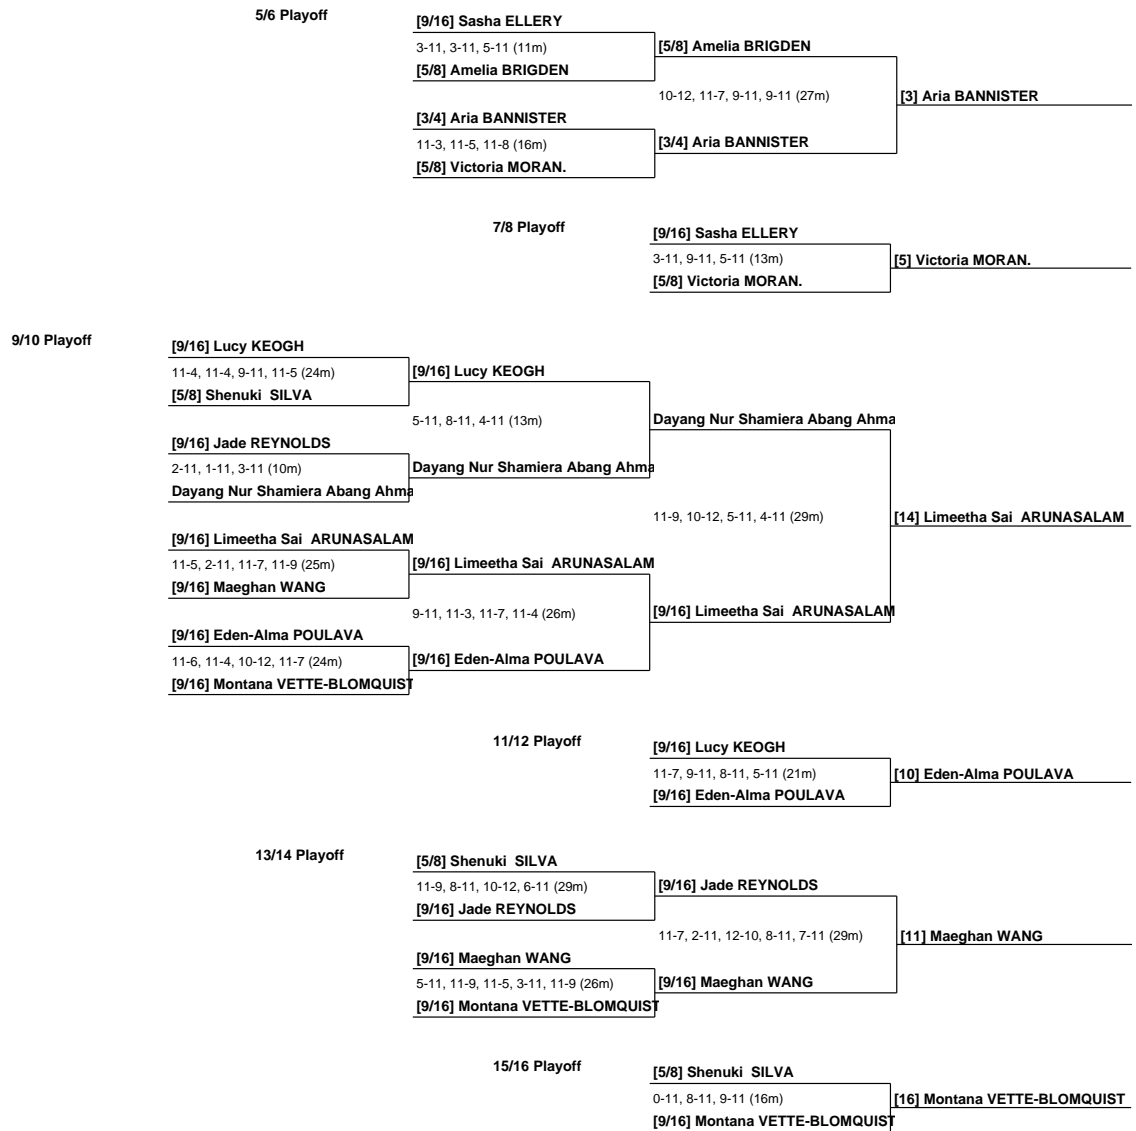 5/6 Playoff
[9/16] Sasha ELLERY
3-11, 3-11, 5-11 (11m)
[5/8] Amelia BRIGDEN
[5/8] Amelia BRIGDEN
10-12, 11-7, 9-11, 9-11 (27m)
[3] Aria BANNISTER
[3/4] Aria BANNISTER
11-3, 11-5, 11-8 (16m)
[3/4] Aria BANNISTER
[5/8] Victoria MORAN.
7/8 Playoff
[9/16] Sasha ELLERY
3-11, 9-11, 5-11 (13m)
[5] Victoria MORAN.
[5/8] Victoria MORAN.
9/10 Playoff
[9/16] Lucy KEOGH
11-4, 11-4, 9-11, 11-5 (24m)
[9/16] Lucy KEOGH
[5/8] Shenuki  SILVA
5-11, 8-11, 4-11 (13m)
Dayang Nur Shamiera Abang Ahma
[9/16] Jade REYNOLDS
2-11, 1-11, 3-11 (10m)
Dayang Nur Shamiera Abang Ahma
Dayang Nur Shamiera Abang Ahma
11-9, 10-12, 5-11, 4-11 (29m)
[14] Limeetha Sai  ARUNASALAM
[9/16] Limeetha Sai  ARUNASALAM
11-5, 2-11, 11-7, 11-9 (25m)
[9/16] Limeetha Sai  ARUNASALAM
[9/16] Maeghan WANG
9-11, 11-3, 11-7, 11-4 (26m)
[9/16] Limeetha Sai  ARUNASALAM
[9/16] Eden-Alma POULAVA
11-6, 11-4, 10-12, 11-7 (24m)
[9/16] Eden-Alma POULAVA
[9/16] Montana VETTE-BLOMQUIST
11/12 Playoff
[9/16] Lucy KEOGH
11-7, 9-11, 8-11, 5-11 (21m)
[10] Eden-Alma POULAVA
[9/16] Eden-Alma POULAVA
13/14 Playoff
[5/8] Shenuki  SILVA
11-9, 8-11, 10-12, 6-11 (29m)
[9/16] Jade REYNOLDS
[9/16] Jade REYNOLDS
11-7, 2-11, 12-10, 8-11, 7-11 (29m)
[11] Maeghan WANG
[9/16] Maeghan WANG
5-11, 11-9, 11-5, 3-11, 11-9 (26m)
[9/16] Maeghan WANG
[9/16] Montana VETTE-BLOMQUIST
15/16 Playoff
[5/8] Shenuki  SILVA
0-11, 8-11, 9-11 (16m)
[16] Montana VETTE-BLOMQUIST
[9/16] Montana VETTE-BLOMQUIST